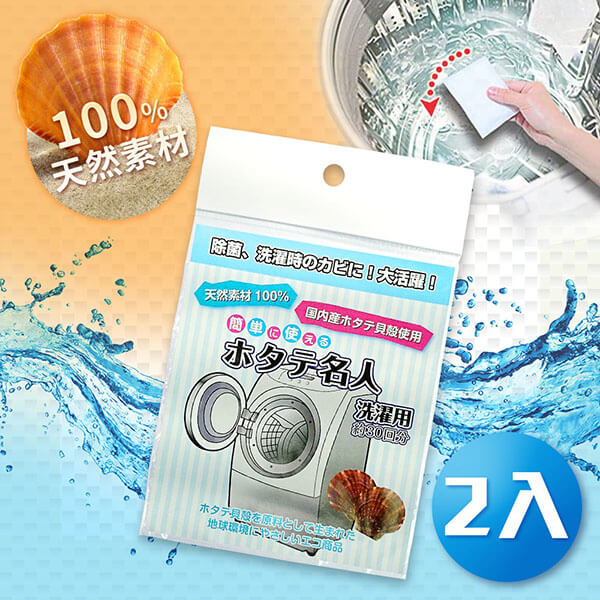 100%
天然素材
除菌、洗濯時のカビに!大活躍!
天然素材 100%
国内産ホタテ貝殻使用
簡単に使える
ホタテ名人
洗濯用
約30回分
ホタテ貝殻を原料として生まれた
地球環境にやさしいエコ商品
2入